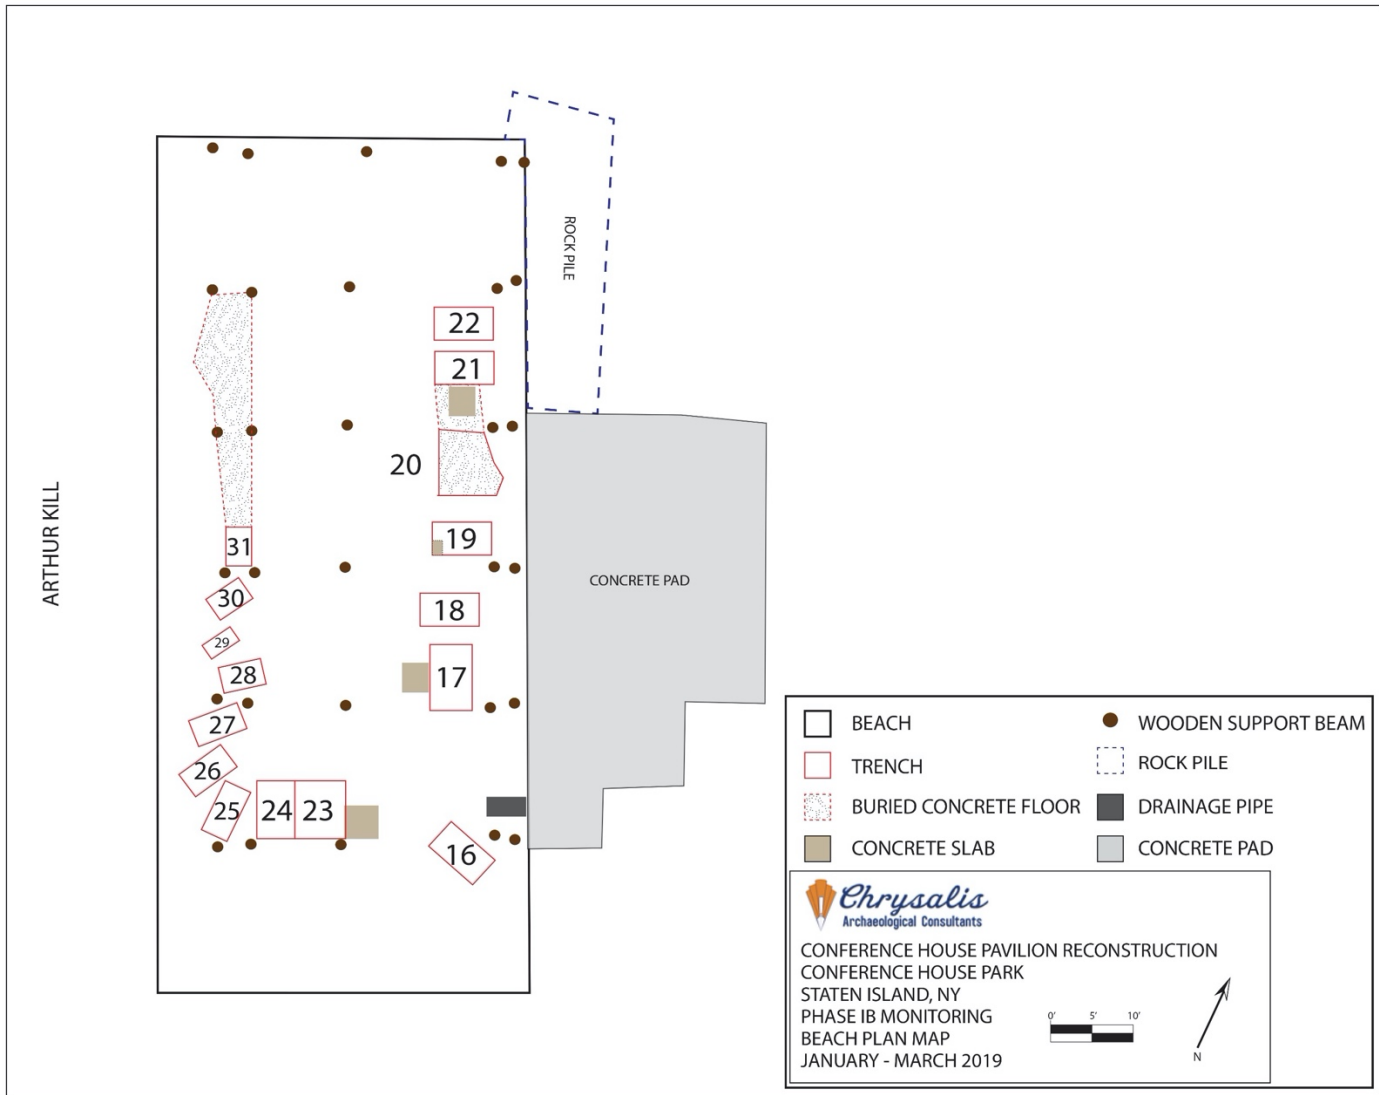 ROCK PILE
22
21
20
19
31
CONCRETE PAD
ARTHUR KILL
30
18
29
28
17
27
26
25
24
23
16
BEACH
WOODEN SUPPORT BEAM
TRENCH
ROCK PILE
BURIED CONCRETE FLOOR
DRAINAGE PIPE
CONCRETE SLAB
CONCRETE PAD
Chrysalis
Archaeological Consultants
CONFERENCE HOUSE PAVILION RECONSTRUCTION
CONFERENCE HOUSE PARK
STATEN ISLAND, NY
PHASE IB MONITORING
BEACH PLAN MAP
JANUARY - MARCH 2019
0' 5' 10'
N